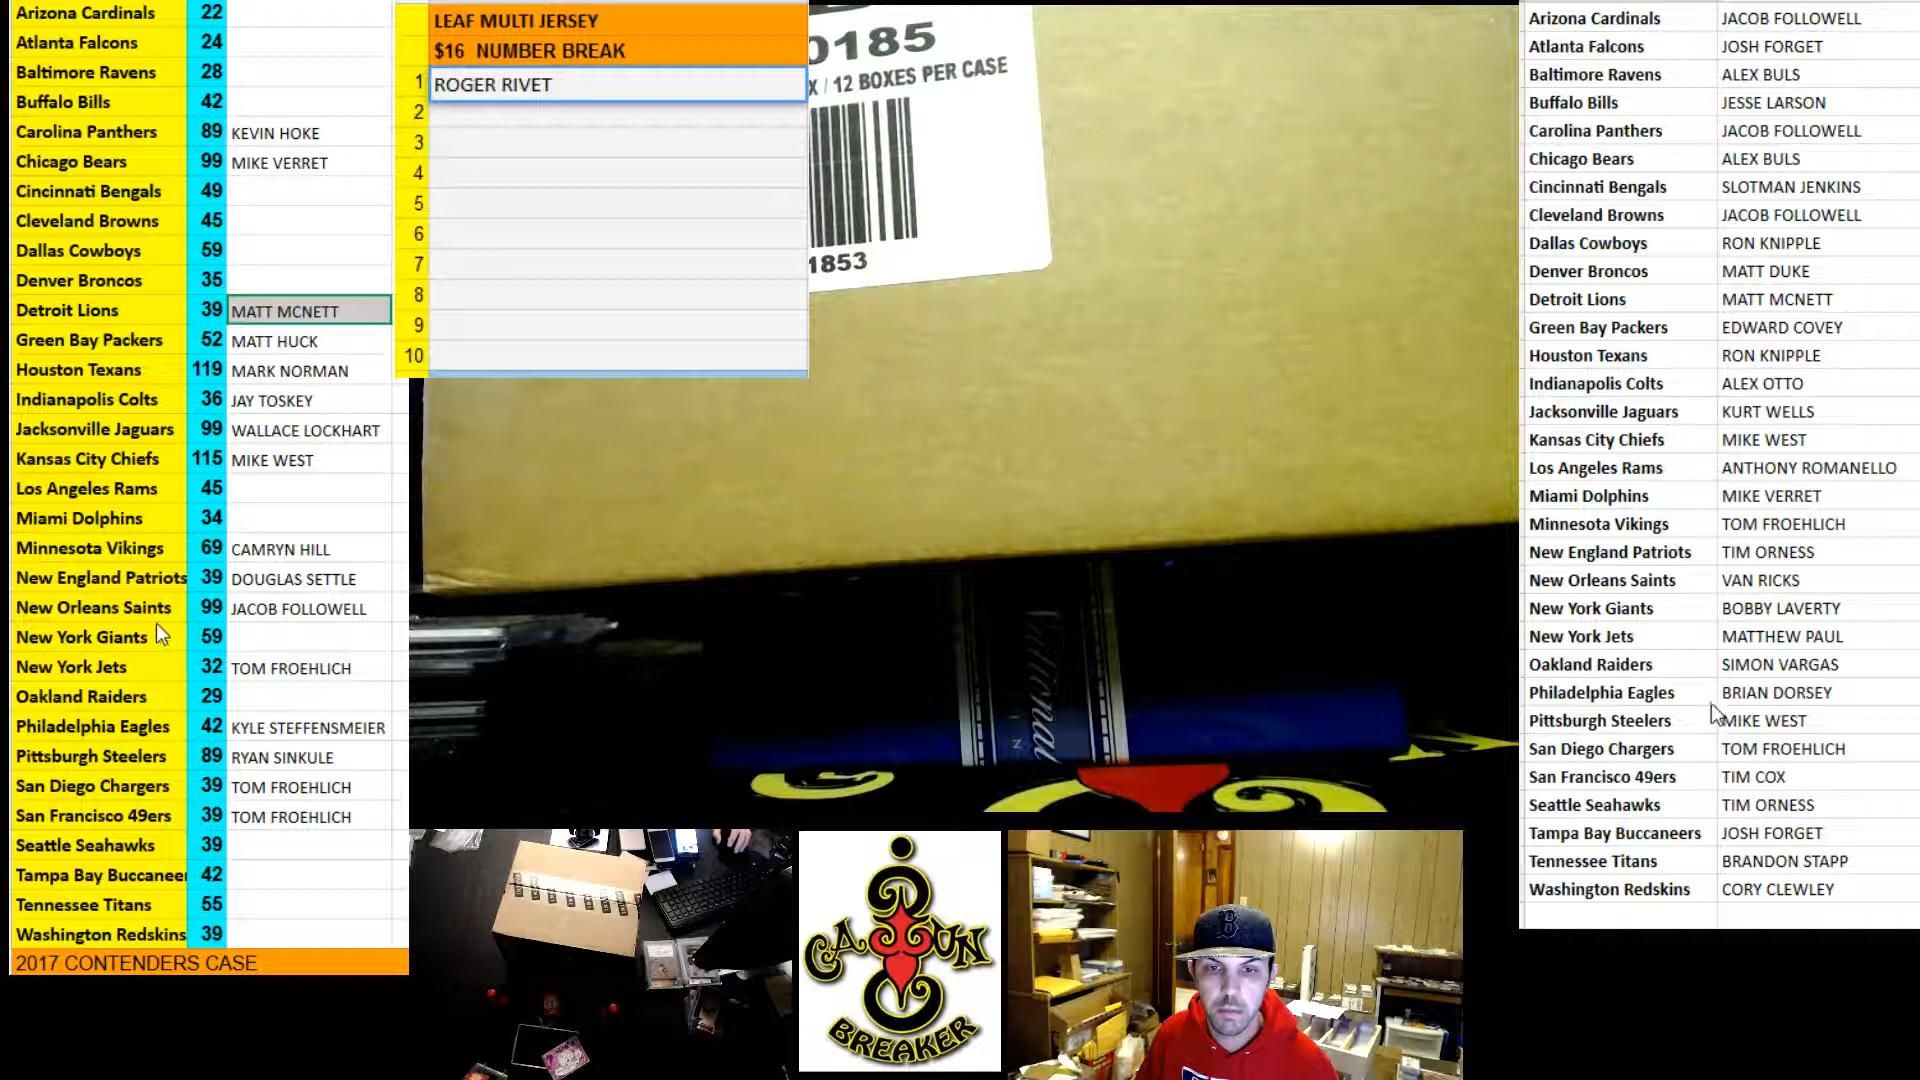 Arizona Cardinals 22
Atlanta Falcons 24
Baltimore Ravens 28
Buffalo Bills 42
Carolina Panthers 89 KEVIN HOKE
Chicago Bears 99 MIKE VERRET
Cincinnati Bengals 49
Cleveland Browns 45
Dallas Cowboys 59
Denver Broncos 35
Detroit Lions 39 MATT MCNETT
Green Bay Packers 52 MATT HUCK
Houston Texans 119 MARK NORMAN
Indianapolis Colts 36 JAY TOSKEY
Jacksonville Jaguars 99 WALLACE LOCKHART
Kansas City Chiefs 115 MIKE WEST
Los Angeles Rams 45
Miami Dolphins 34
Minnesota Vikings 69 CAMRYN HILL
New England Patriots 39 DOUGLAS SETTLE
New Orleans Saints 99 JACOB FOLLOWELL
New York Giants 59
New York Jets 32 TOM FROEHLICH
Oakland Raiders 29
Philadelphia Eagles 42 KYLE STEFFENSMEIER
Pittsburgh Steelers 89 RYAN SINKULE
San Diego Chargers 39 TOM FROEHLICH
San Francisco 49ers 39 TOM FROEHLICH
Seattle Seahawks 39
Tampa Bay Buccaneer 42
Tennessee Titans 55
Washington Redskins 39
2017 CONTENDERS CASE
LEAF MULTI JERSEY
$16 NUMBER BREAK
1 ROGER RIVET
2
3
4
5
6
7
8
9
10
0185
X / 12 BOXES PER CASE
1853
National
CAJUN
BREAKER
B
Arizona Cardinals JACOB FOLLOWELL
Atlanta Falcons JOSH FORGET
Baltimore Ravens ALEX BULS
Buffalo Bills JESSE LARSON
Carolina Panthers JACOB FOLLOWELL
Chicago Bears ALEX BULS
Cincinnati Bengals SLOTMAN JENKINS
Cleveland Browns JACOB FOLLOWELL
Dallas Cowboys RON KNIPPLE
Denver Broncos MATT DUKE
Detroit Lions MATT MCNETT
Green Bay Packers EDWARD COVEY
Houston Texans RON KNIPPLE
Indianapolis Colts ALEX OTTO
Jacksonville Jaguars KURT WELLS
Kansas City Chiefs MIKE WEST
Los Angeles Rams ANTHONY ROMANELLO
Miami Dolphins MIKE VERRET
Minnesota Vikings TOM FROEHLICH
New England Patriots TIM ORNESS
New Orleans Saints VAN RICKS
New York Giants BOBBY LAVERTY
New York Jets MATTHEW PAUL
Oakland Raiders SIMON VARGAS
Philadelphia Eagles BRIAN DORSEY
Pittsburgh Steelers MIKE WEST
San Diego Chargers TOM FROEHLICH
San Francisco 49ers TIM COX
Seattle Seahawks TIM ORNESS
Tampa Bay Buccaneers JOSH FORGET
Tennessee Titans BRANDON STAPP
Washington Redskins CORY CLEWLEY